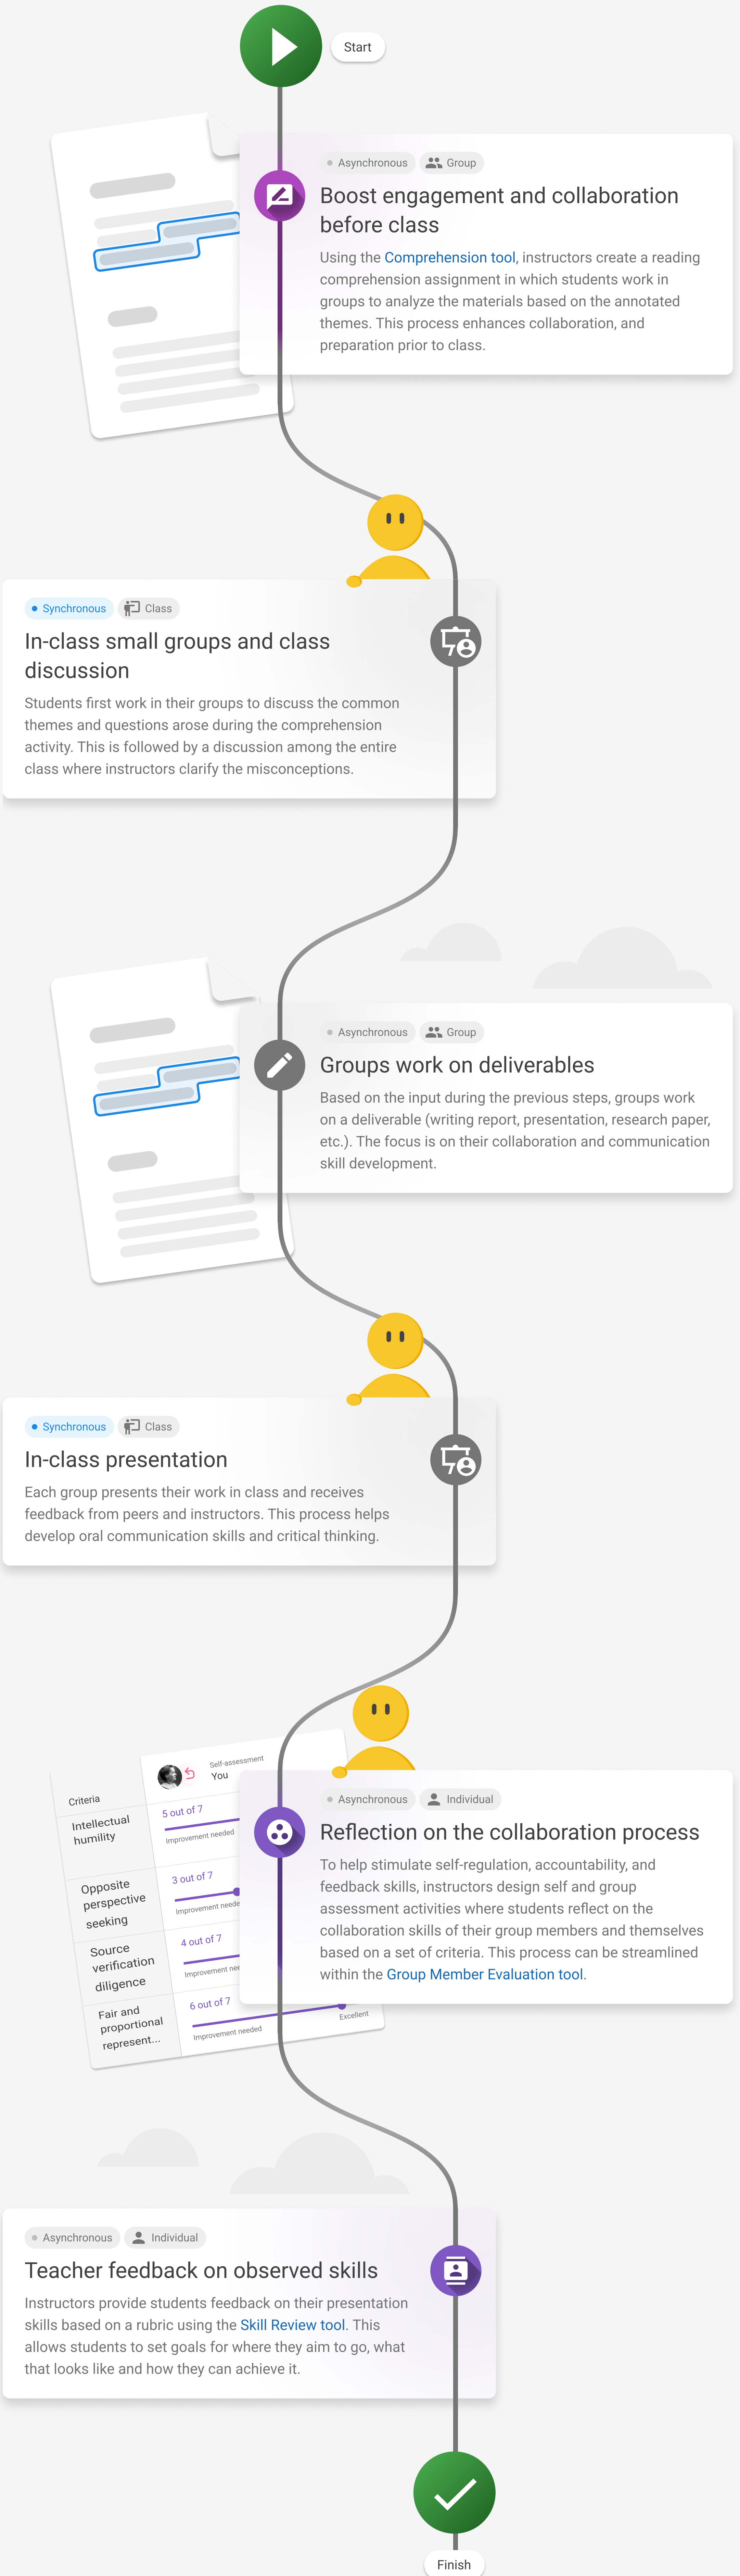 Start
Asynchronous
Group
Boost engagement and collaboration
before class
Using the Comprehension tool, instructors create a reading
comprehension assignment in which students work in
groups to analyze the materials based on the annotated
themes. This process enhances collaboration, and
preparation prior to class.
Synchronous
Class
In-class small groups and class
discussion
Students first work in their groups to discuss the common
themes and questions arose during the comprehension
activity. This is followed by a discussion among the entire
class where instructors clarify the misconceptions.
Asynchronous
Group
Groups work on deliverables
Based on the input during the previous steps, groups work
on a deliverable (writing report, presentation, research paper,
etc.). The focus is on their collaboration and communication
skill development.
Synchronous
Class
In-class presentation
Each group presents their work in class and receives
feedback from peers and instructors. This process helps
develop oral communication skills and critical thinking.
Criteria
Self-assessment
You
Intellectual
humility
5 out of 7
Improvement needed
Opposite
perspective
seeking
3 out of 7
Improvement neede
Source
verification
diligence
4 out of 7
Improvement nee
Fair and
proportional
represent...
6 out of 7
Improvement needed
Excellent
Asynchronous
Individual
Reflection on the collaboration process
To help stimulate self-regulation, accountability, and
feedback skills, instructors design self and group
assessment activities where students reflect on the
collaboration skills of their group members and themselves
based on a set of criteria. This process can be streamlined
within the Group Member Evaluation tool.
Asynchronous
Individual
Teacher feedback on observed skills
Instructors provide students feedback on their presentation
skills based on a rubric using the Skill Review tool. This
allows students to set goals for where they aim to go, what
that looks like and how they can achieve it.
Finish